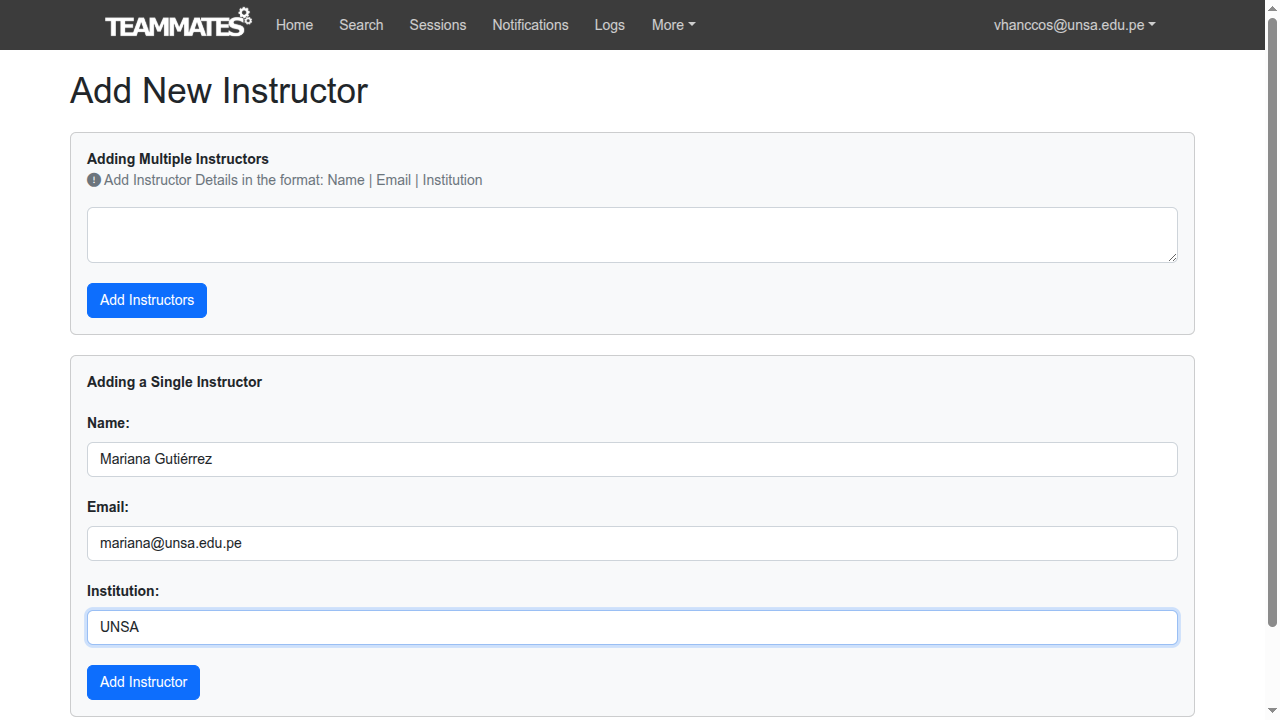 TEAMMATES Home Search Sessions Notifications Logs More vhanccos@unsa.edu.pe
Add New Instructor
Adding Multiple Instructors
Add Instructor Details in the format: Name | Email | Institution
Add Instructors
Adding a Single Instructor
Name:
Mariana Gutiérrez
Email:
mariana@unsa.edu.pe
Institution:
UNSA
Add Instructor